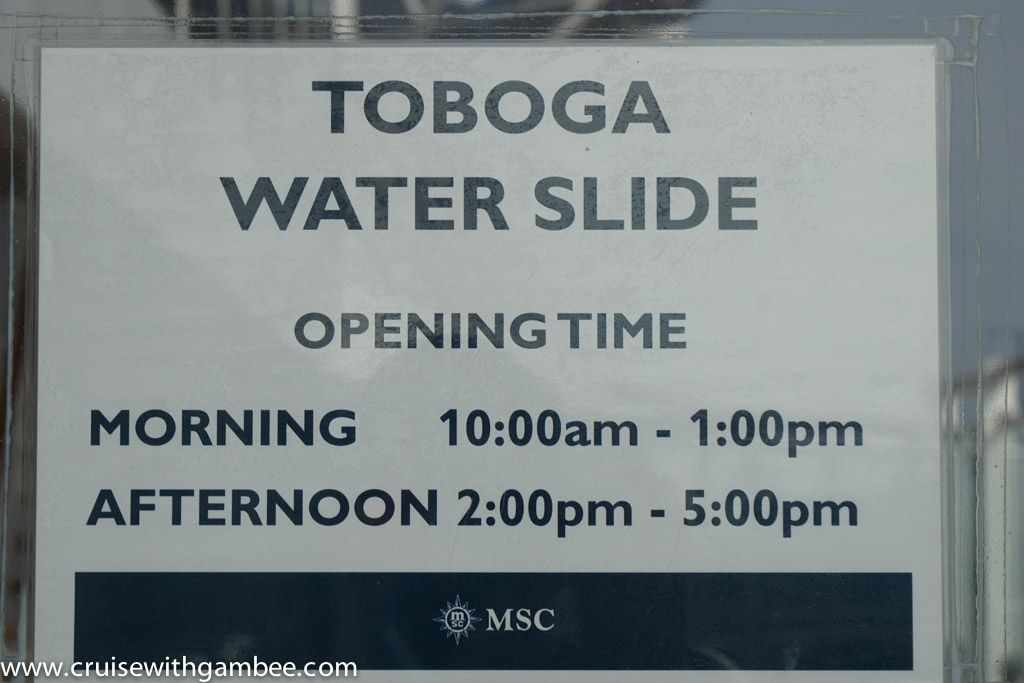 TOBOGA
WATER SLIDE
OPENING TIME
MORNING 10:00am - 1:00pm
AFTERNOON 2:00pm - 5:00pm
m
SC
MSC
www.cruisewithgambee.com